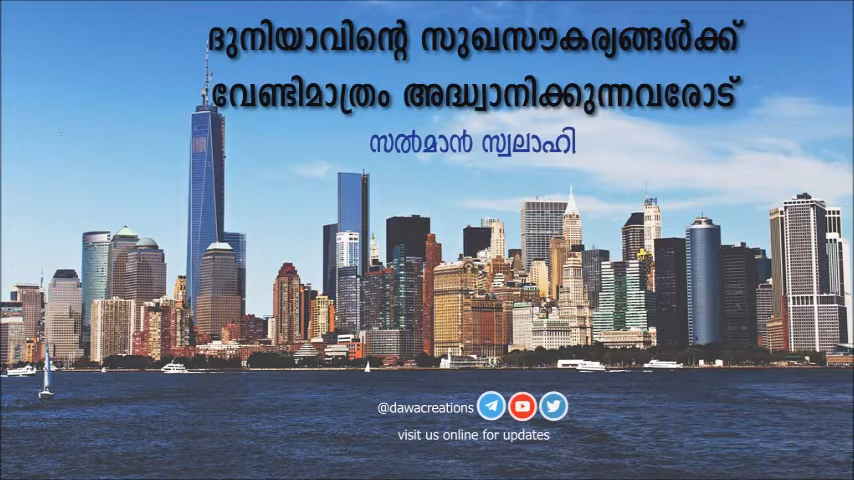 ദുനിയാവിന്റെ സുഖസൗകര്യങ്ങൾക്ക്
വേണ്ടിമാത്രം അദ്ധ്വാനിക്കുന്നവരോട്
സൽമാൻ സ്വലാഹി
@dawacreations
visit us online for updates